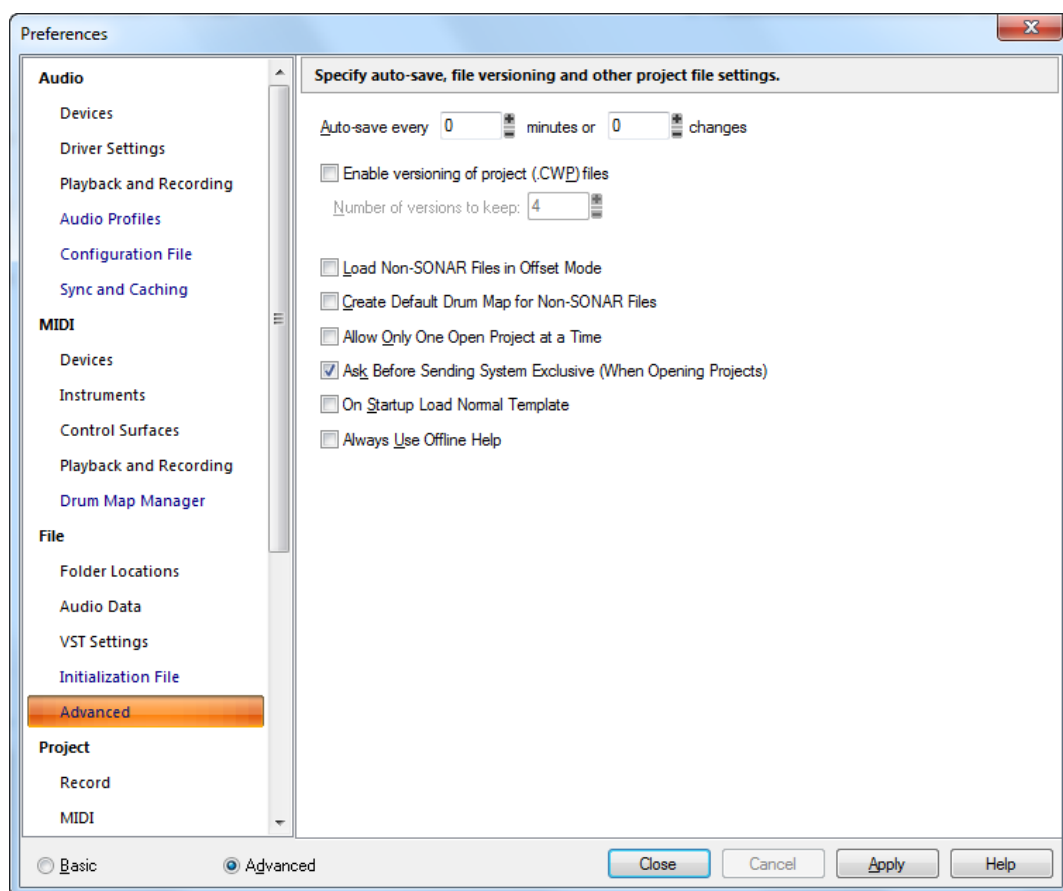 Preferences
X
Audio
Devices
Driver Settings
Playback and Recording
Audio Profiles
Configuration File
Sync and Caching
MIDI
Devices
Instruments
Control Surfaces
Playback and Recording
Drum Map Manager
File
Folder Locations
Audio Data
VST Settings
Initialization File
Advanced
Project
Record
MIDI
Specify auto-save, file versioning and other project file settings.
Auto-save every 0 minutes or 0 changes
Enable versioning of project (.CWP) files
Number of versions to keep: 4
Load Non-SONAR Files in Offset Mode
Create Default Drum Map for Non-SONAR Files
Allow Only One Open Project at a Time
Ask Before Sending System Exclusive (When Opening Projects)
On Startup Load Normal Template
Always Use Offline Help
Basic Advanced Close Cancel Apply Help